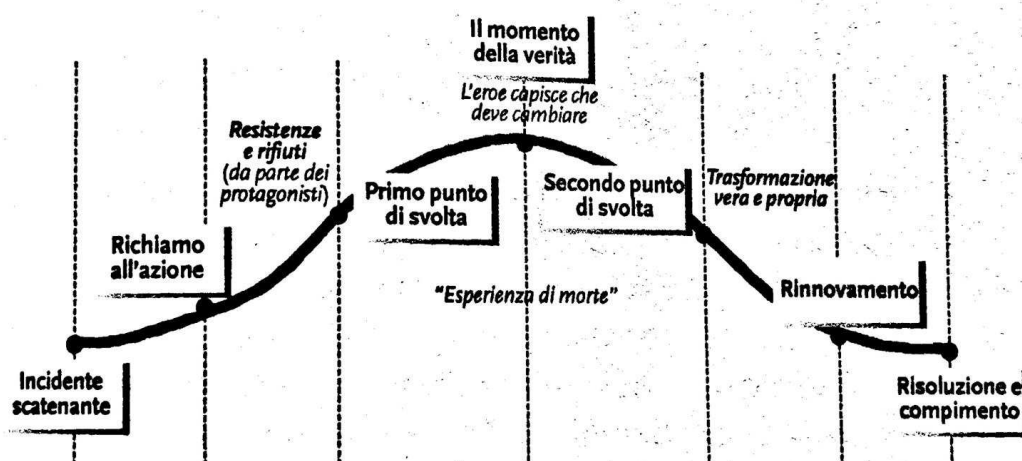 Il momento
della verità
L'eroe capisce che
deve cambiare
Resistenze
e rifiuti
(da parte dei
protagonisti)
Primo punto
di svolta
Secondo punto
di svolta
Trasformazione
vera e propria
Richiamo
all'azione
"Esperienza di morte"
Rinnovamento
Incidente
scatenante
Risoluzione e
compimento